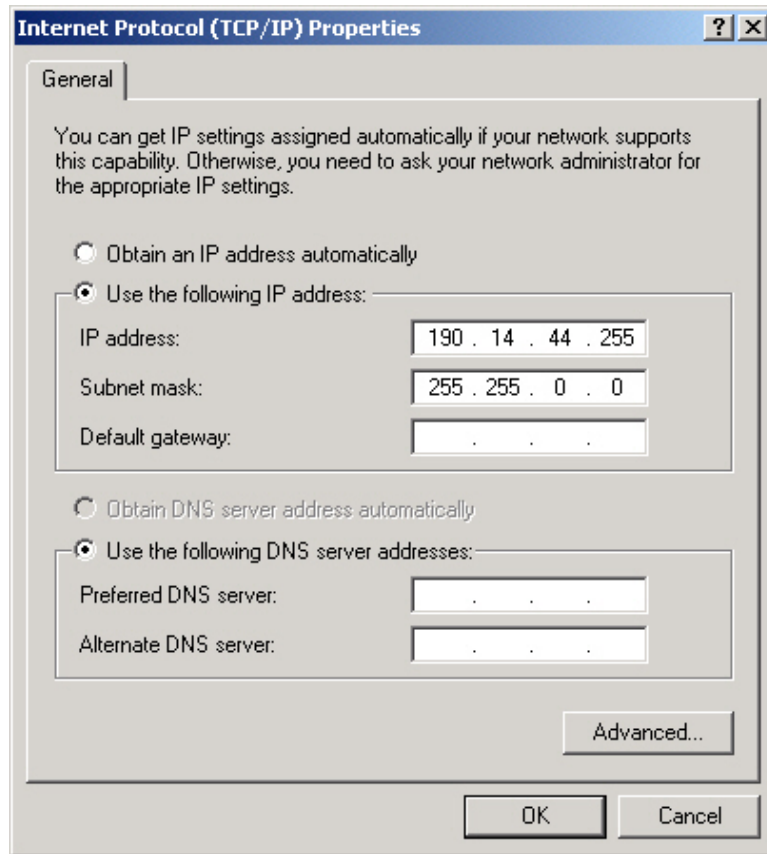 Internet Protocol (TCP/IP) Properties
General
You can get IP settings assigned automatically if your network supports
this capability. Otherwise, you need to ask your network administrator for
the appropriate IP settings.
Obtain an IP address automatically
Use the following IP address:
IP address: 190 . 14 . 44 . 255
Subnet mask: 255 . 255 . 0 . 0
Default gateway: . . .
Obtain DNS server address automatically
Use the following DNS server addresses:
Preferred DNS server: . . .
Alternate DNS server: . . .
Advanced...
OK Cancel